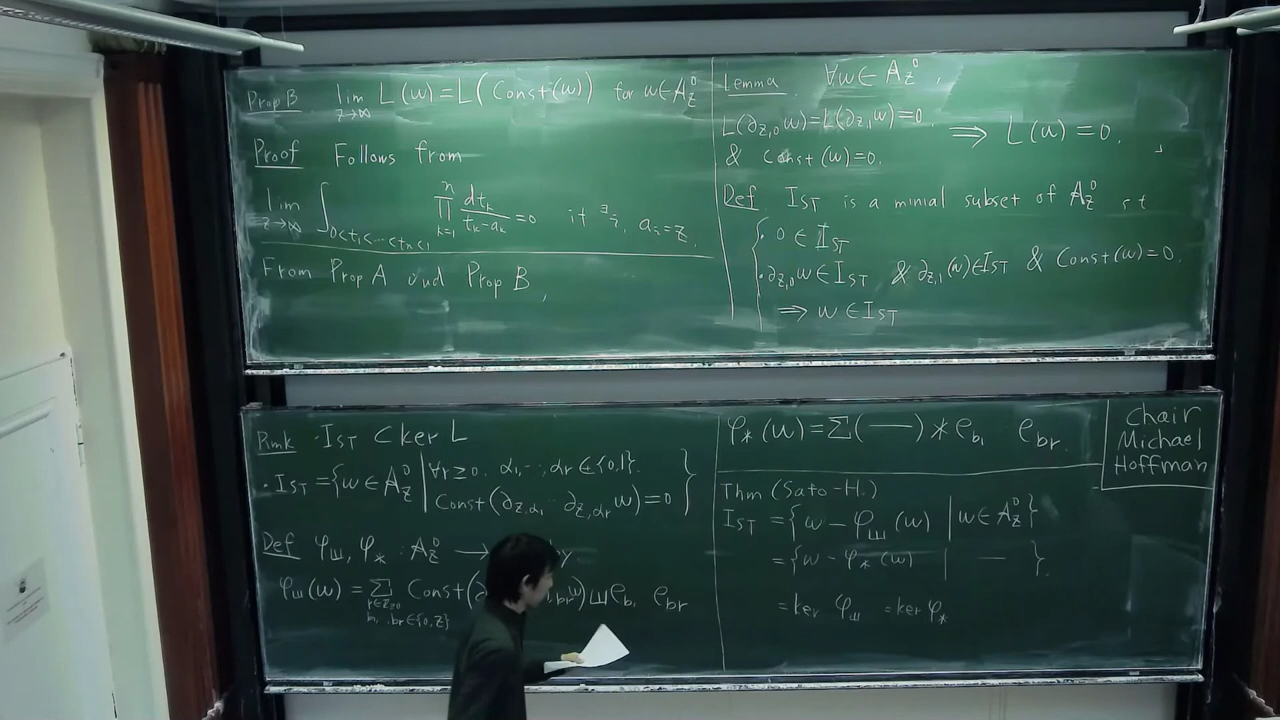 Prop B lim z→∞ L(w)=L(Const(w)) for w∈A_z^0
Proof Follows from
lim z→∞ ∫_{0<t_1<⋯<t_n<1} ∏_{k=1}^{n} dt_k/(t_k−a_k) =0 if ∃i, a_i=z.
From Prop A and Prop B,
Lemma. ∀w∈A_z^0,
L(∂_{z,0}w)=L(∂_{z,1}w)=0
& Const(w)=0. ⟹ L(w)=0.
Def I_ST is a minial subset of A_z^0 s t
· 0∈I_ST
· ∂_{z,0}w∈I_ST & ∂_{z,1}(w)∈I_ST & Const(w)=0.
⟹ w∈I_ST
Rmk · I_ST ⊂ ker L
· I_ST={w∈A_z^0 | ∀r≥0. α_1,⋯,α_r∈{0,1}.
Const(∂_{z,α_1}⋯∂_{z,α_r}w)=0}
Def φ_ш, φ_* : A_z^0 → by
φ_ш(w) = Σ_{r∈Z≥0, b_1 .. b_r∈{0,z}} Const(∂ ,b_r w) ш e_{b_1} e_{b_r}
φ_*(w)=Σ(—)*e_{b_1} e_{b_r}.
Chair
Michael
Hoffman
Thm (Sato-H.)
I_ST ={w−φ_ш(w) | w∈A_z^0}
={w−φ_*(w) | — }.
=ker φ_ш =ker φ_*